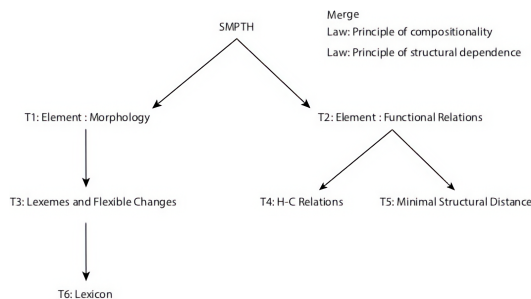 Merge
SMPTH
Law: Principle of compositionality
Law: Principle of structural dependence
T1: Element : Morphology
T2: Element : Functional Relations
T3: Lexemes and Flexible Changes
T4: H-C Relations
T5: Minimal Structural Distance
T6: Lexicon